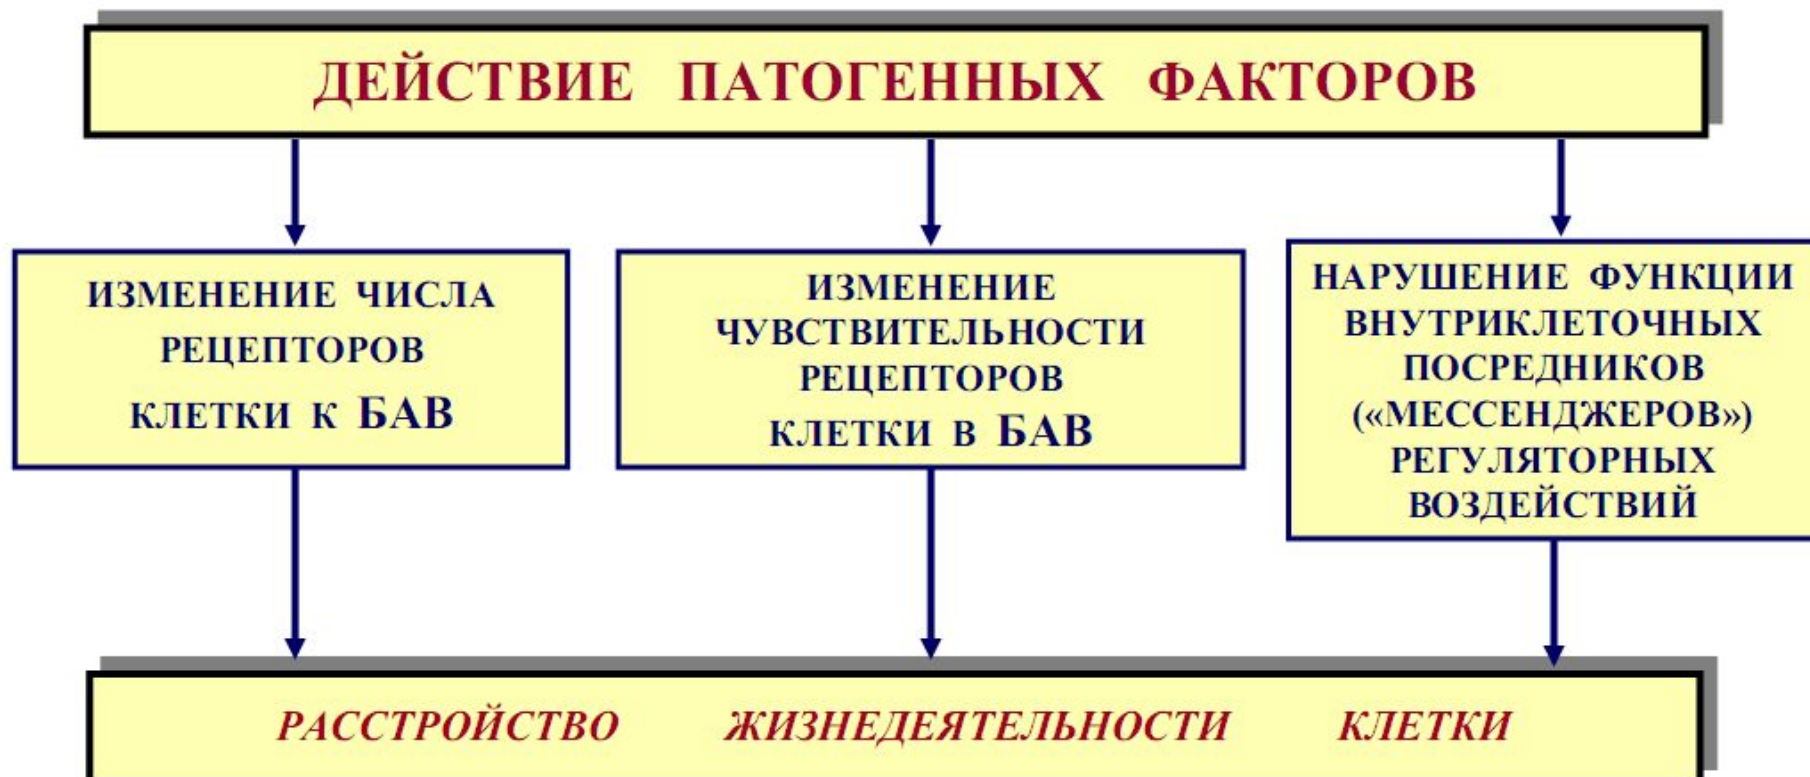 ДЕЙСТВИЕ ПАТОГЕННЫХ ФАКТОРОВ
ИЗМЕНЕНИЕ ЧИСЛА
РЕЦЕПТОРОВ
КЛЕТКИ К БАВ
ИЗМЕНЕНИЕ
ЧУВСТВИТЕЛЬНОСТИ
РЕЦЕПТОРОВ
КЛЕТКИ В БАВ
НАРУШЕНИЕ ФУНКЦИИ
ВНУТРИКЛЕТОЧНЫХ
ПОСРЕДНИКОВ
(«МЕССЕНДЖЕРОВ»)
РЕГУЛЯТОРНЫХ
ВОЗДЕЙСТВИЙ
РАССТРОЙСТВО ЖИЗНЕДЕЯТЕЛЬНОСТИ КЛЕТКИ